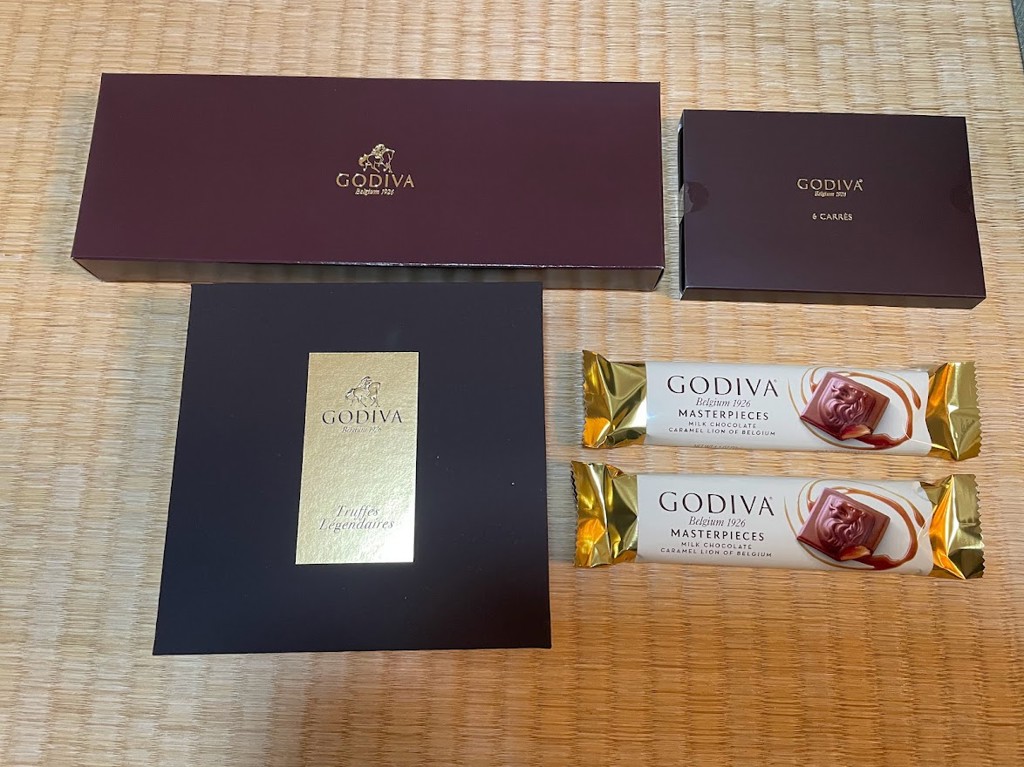 GODIVA
Belgium 1926
GODIVA
Belgium 1926
6 CARRÉS
GODIVA
Belgium 1926
Truffes
Légendaires
GODIVA
Belgium 1926
MASTERPIECES
MILK CHOCOLATE
CARAMEL LION OF BELGIUM
GODIVA
Belgium 1926
MASTERPIECES
MILK CHOCOLATE
CARAMEL LION OF BELGIUM